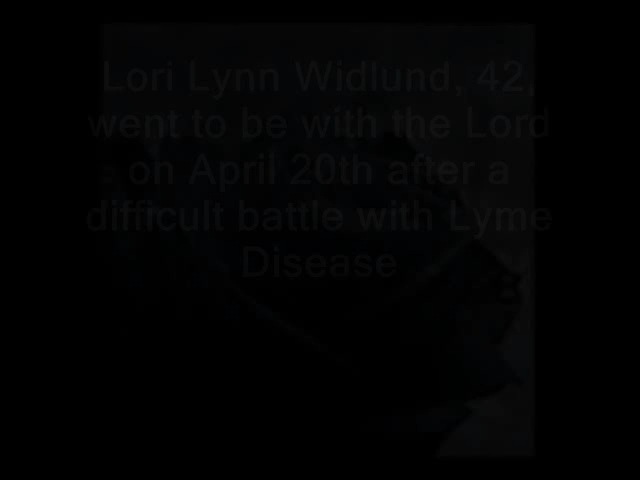 Lori Lynn Widlund, 42,
went to be with the Lord
on April 20th after a
difficult battle with Lyme
Disease